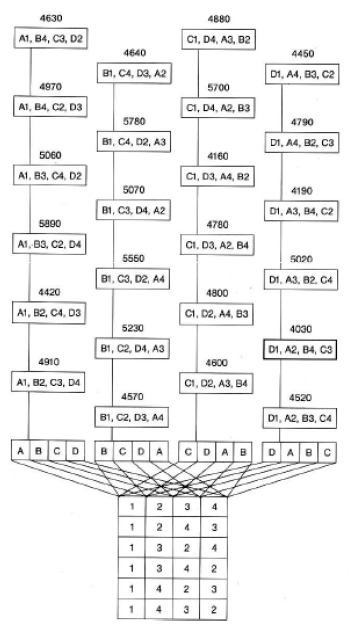 4630
A1, B4, C3, D2
4970
A1, B4, C2, D3
5060
A1, B3, C4, D2
5890
A1, B3, C2, D4
4420
A1, B2, C4, D3
4910
A1, B2, C3, D4
4640
B1, C4, D3, A2
5780
B1, C4, D2, A3
5070
B1, C3, D4, A2
5550
B1, C3, D2, A4
5230
B1, C2, D4, A3
4570
B1, C2, D3, A4
4880
C1, D4, A3, B2
5700
C1, D4, A2, B3
4160
C1, D3, A4, B2
4780
C1, D3, A2, B4
4800
C1, D2, A4, B3
4600
C1, D2, A3, B4
4450
D1, A4, B3, C2
4790
D1, A4, B2, C3
4190
D1, A3, B4, C2
5020
D1, A3, B2, C4
4030
D1, A2, B4, C3
4520
D1, A2, B3, C4
A B C D
B C D A
C D A B
D A B C
1 2 3 4
1 2 4 3
1 3 2 4
1 3 4 2
1 4 2 3
1 4 3 2